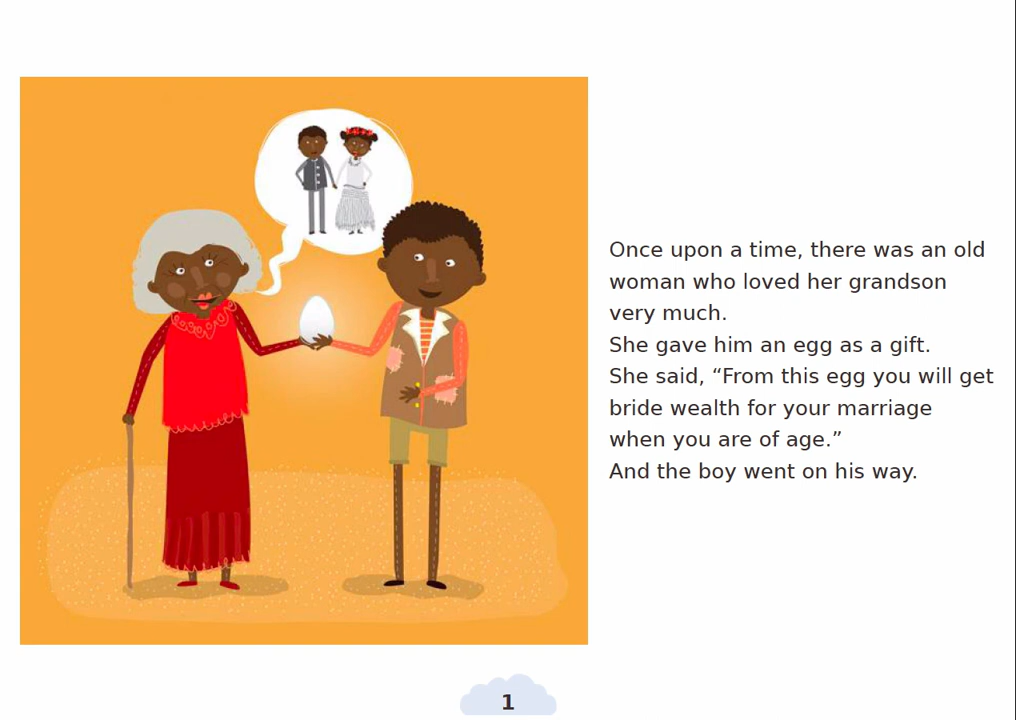 Once upon a time, there was an old
woman who loved her grandson
very much.
She gave him an egg as a gift.
She said, “From this egg you will get
bride wealth for your marriage
when you are of age.”
And the boy went on his way.
1